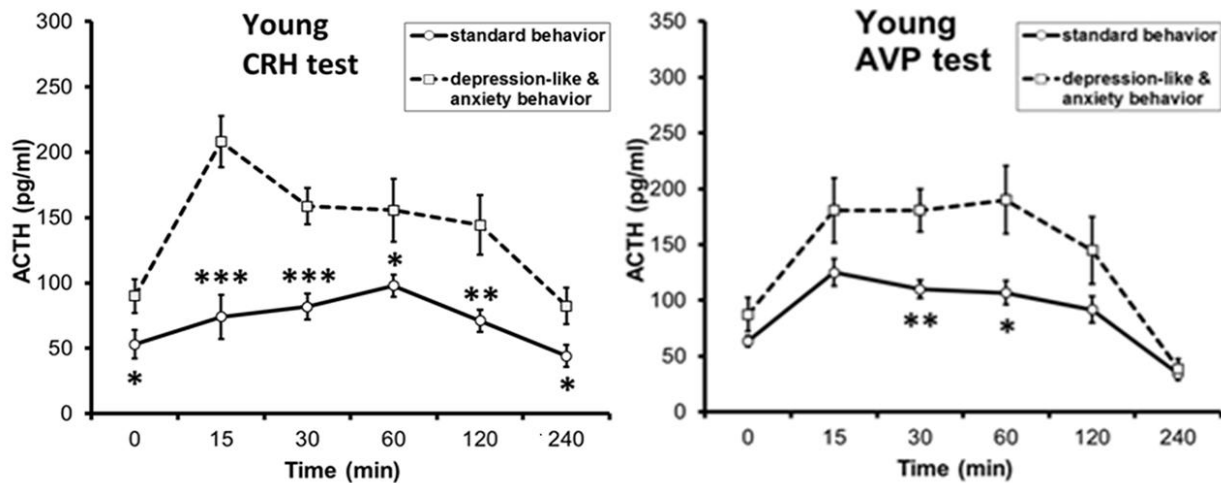 Young
CRH test
standard behavior
depression-like &
anxiety behavior
ACTH (pg/ml)
300
250
200
150
100
50
0
*
***
***
*
**
*
0 15 30 60 120 240
Time (min)
Young
AVP test
standard behavior
depression-like &
anxiety behavior
ACTH (pg/ml)
350
300
250
200
150
100
50
0
**
*
0 15 30 60 120 240
Time (min)